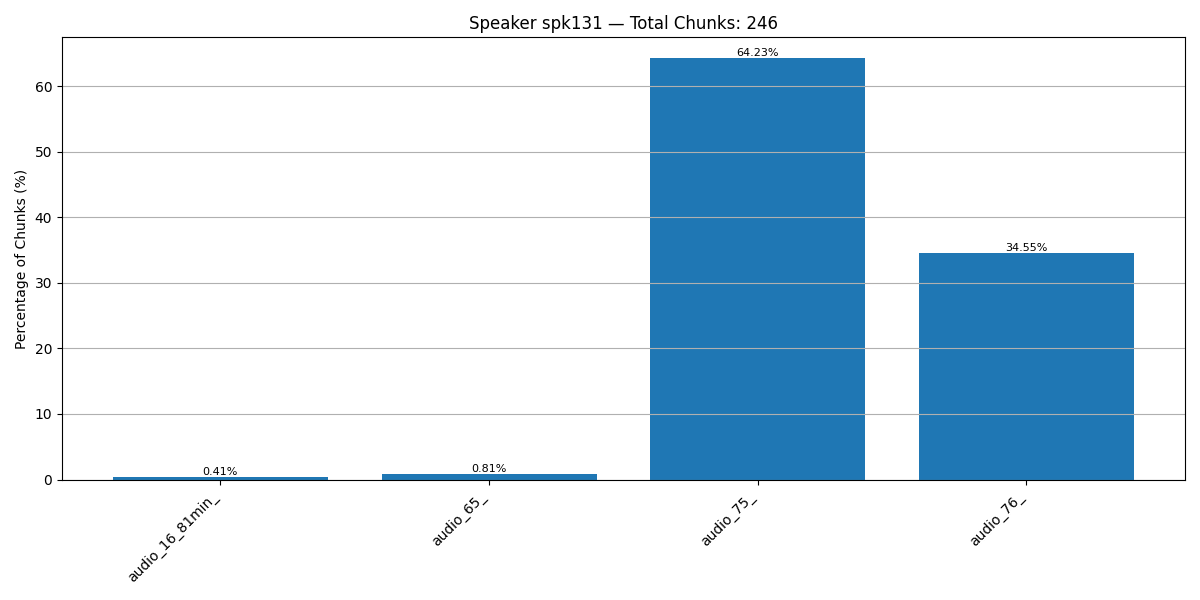 Speaker spk131 — Total Chunks: 246
Percentage of Chunks (%)
60
50
40
30
20
10
0
0.41%
0.81%
64.23%
34.55%
audio_16_81min_
audio_65_
audio_75_
audio_76_